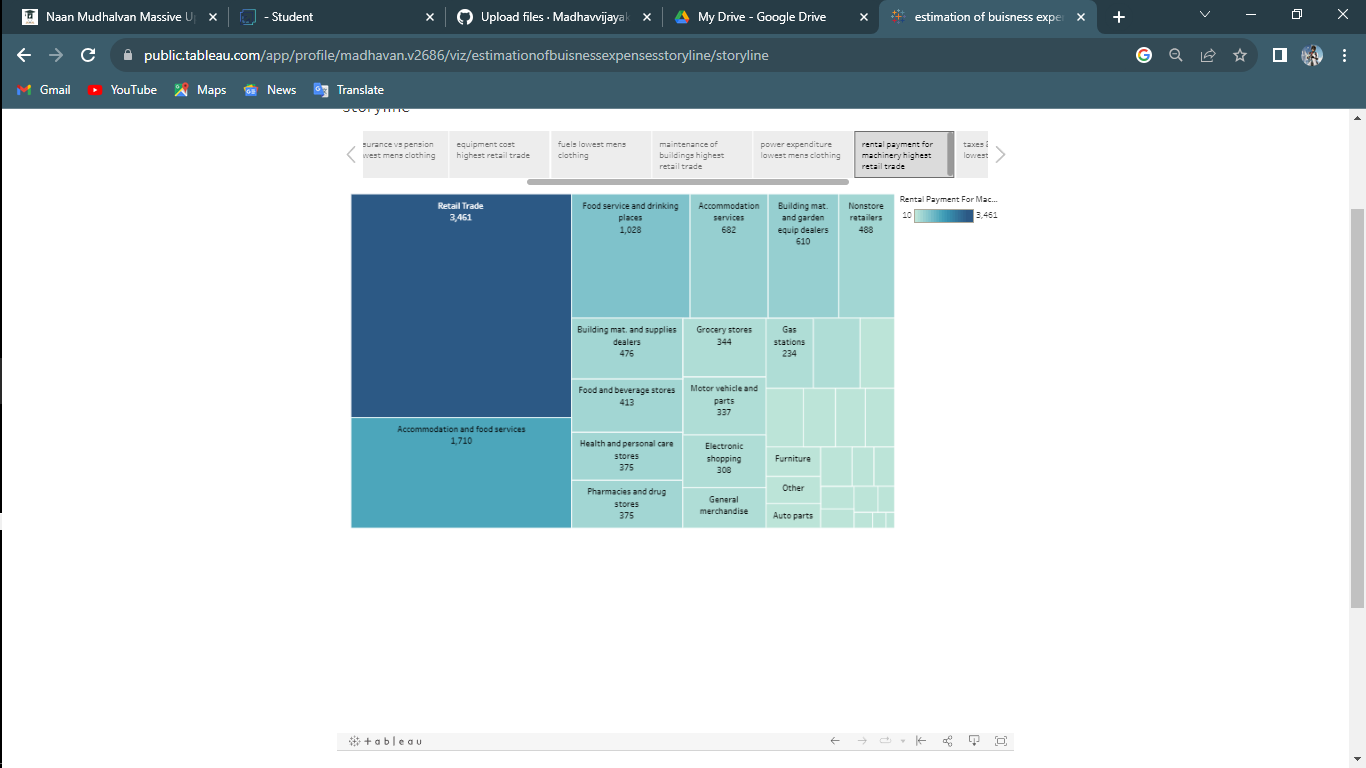 Naan Mudhalvan Massive U
- Student
Upload files · Madhavvijayak
My Drive - Google Drive
estimation of buisness expe
public.tableau.com/app/profile/madhavan.v2686/viz/estimationofbuisnessexpensesstoryline/storyline
Gmail
YouTube
Maps
News
Translate
storyline
surance vs pension
west mens clothing
equipment cost
highest retail trade
fuels lowest mens
clothing
maintenance of
buildings highest
retail trade
power expenditure
lowest mens clothing
rental payment for
machinery highest
retail trade
taxes
lowest
Retail Trade
3,461
Accommodation and food services
1,710
Food service and drinking
places
1,028
Accommodation
services
682
Building mat.
and garden
equip dealers
610
Nonstore
retailers
488
Building mat. and supplies
dealers
476
Food and beverage stores
413
Health and personal care
stores
375
Pharmacies and drug
stores
375
Grocery stores
344
Motor vehicle and
parts
337
Electronic
shopping
308
General
merchandise
Gas
stations
234
Furniture
Other
Auto parts
Rental Payment For Mac...
10
3,461
+ableau